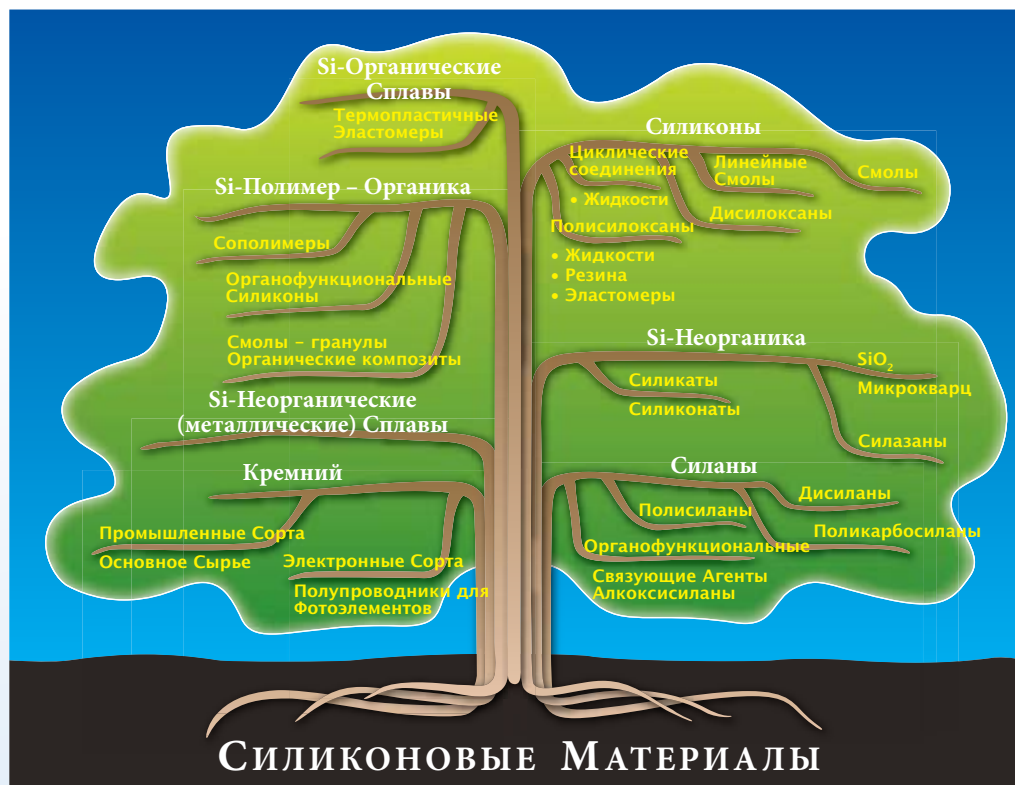 Si-Органические
Сплавы
Термопластичные
Эластомеры
Si-Полимер – Органика
Сополимеры
Органофункциональные
Силиконы
Смолы – гранулы
Органические композиты
Si-Неорганические
(металлические) Сплавы
Кремний
Промышленные Сорта
Основное Сырье
Электронные Сорта
Полупроводники для
Фотоэлементов
Силиконы
Циклические
соединения
• Жидкости
Линейные
Смолы
Смолы
Дисилоксаны
Полисилоксаны
• Жидкости
• Резина
• Эластомеры
Si-Неорганика
SiO₂
Микрокварц
Силикаты
Силиконаты
Силазаны
Силаны
Дисиланы
Полисиланы
Поликарбосиланы
Органофункциональные
Связующие Агенты
Алкоксисиланы
Силиконовые Материалы